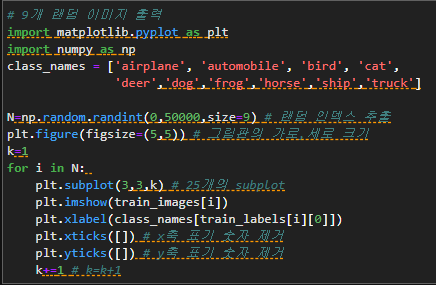 # 9개 랜덤 이미지 출력
import matplotlib.pyplot as plt
import numpy as np
class_names = ['airplane', 'automobile', 'bird', 'cat',
'deer','dog','frog','horse','ship','truck']
N=np.random.randint(0,50000,size=9) # 랜덤 인덱스 추출
plt.figure(figsize=(5,5)) # 그림판의 가로,세로 크기
k=1
for i in N:
plt.subplot(3,3,k) # 25개의 subplot
plt.imshow(train_images[i])
plt.xlabel(class_names[train_labels[i][0]])
plt.xticks([]) # x축 표기 숫자 제거
plt.yticks([]) # y축 표기 숫자 제거
k+=1 # k=k+1